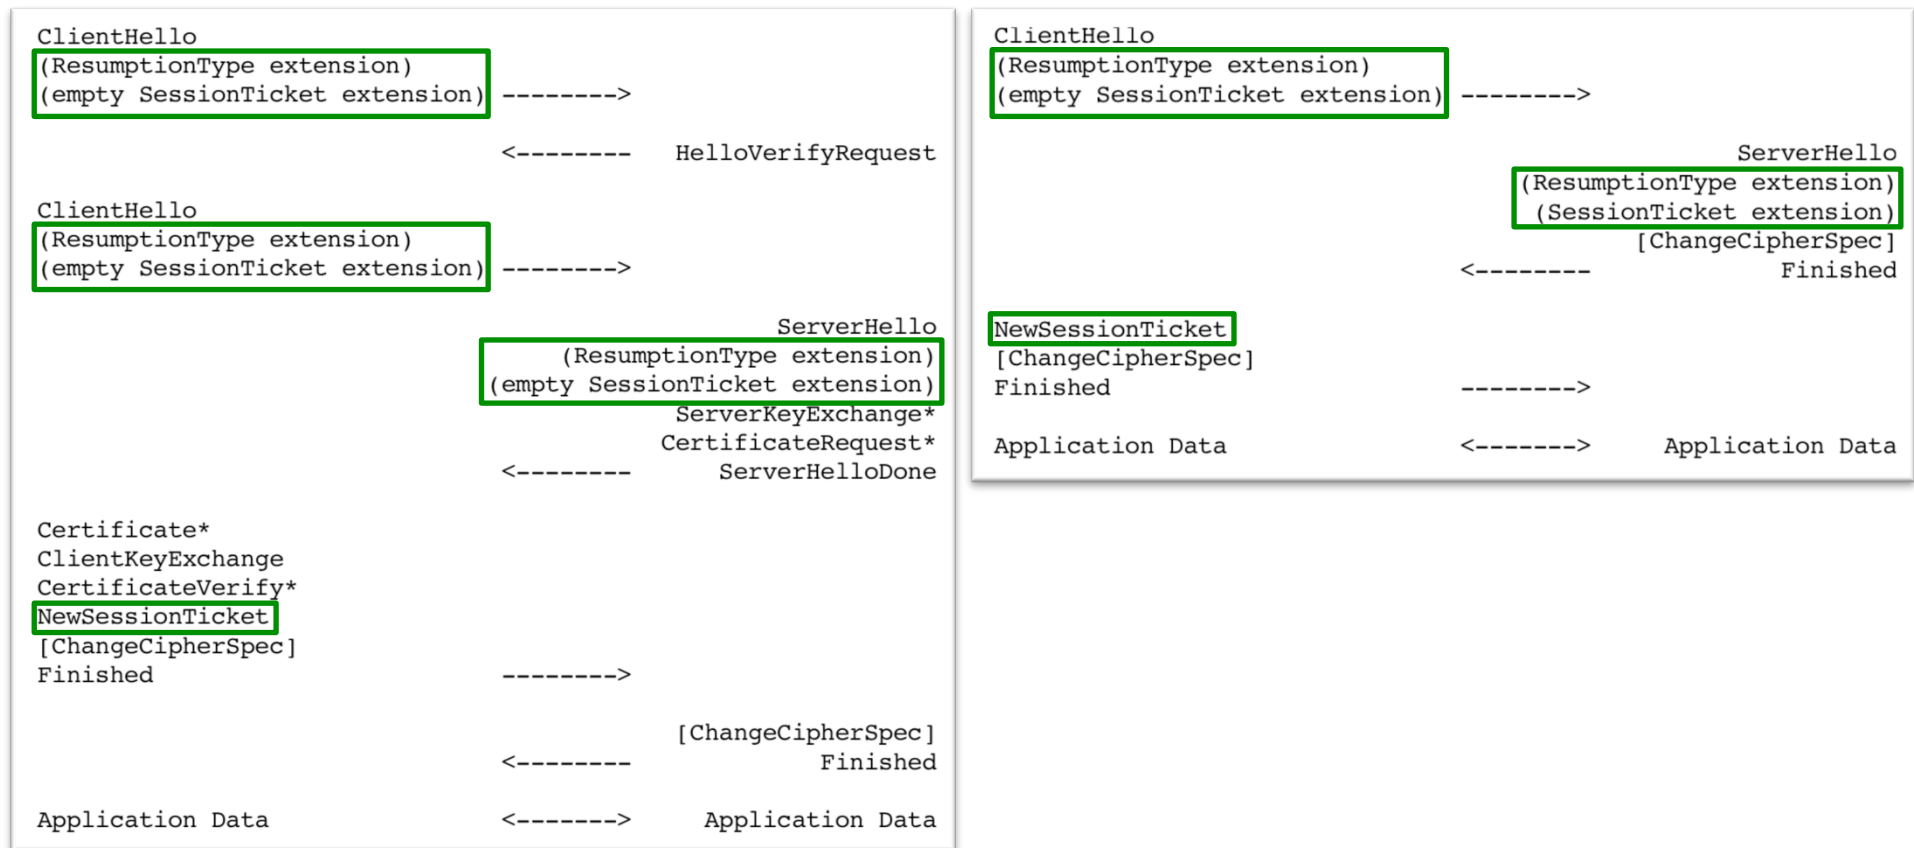 ClientHello
(ResumptionType extension)
(empty SessionTicket extension) -------->
<-------- HelloVerifyRequest
ClientHello
(ResumptionType extension)
(empty SessionTicket extension) -------->
ServerHello
(ResumptionType extension)
(empty SessionTicket extension)
ServerKeyExchange*
CertificateRequest*
<-------- ServerHelloDone
Certificate*
ClientKeyExchange
CertificateVerify*
NewSessionTicket
[ChangeCipherSpec]
Finished -------->
[ChangeCipherSpec]
<-------- Finished
Application Data <-------> Application Data
ClientHello
(ResumptionType extension)
(empty SessionTicket extension) -------->
ServerHello
(ResumptionType extension)
(SessionTicket extension)
[ChangeCipherSpec]
<-------- Finished
NewSessionTicket
[ChangeCipherSpec]
Finished -------->
Application Data <-------> Application Data